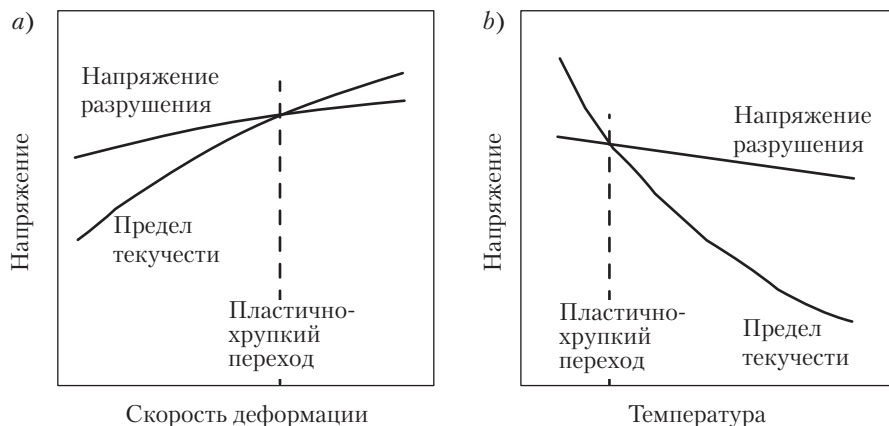 a)
Напряжение
Напряжение
разрушения
Предел
текучести
Пластично-
хрупкий
переход
Скорость деформации
b)
Напряжение
Напряжение
разрушения
Пластично-
хрупкий
переход
Предел
текучести
Температура